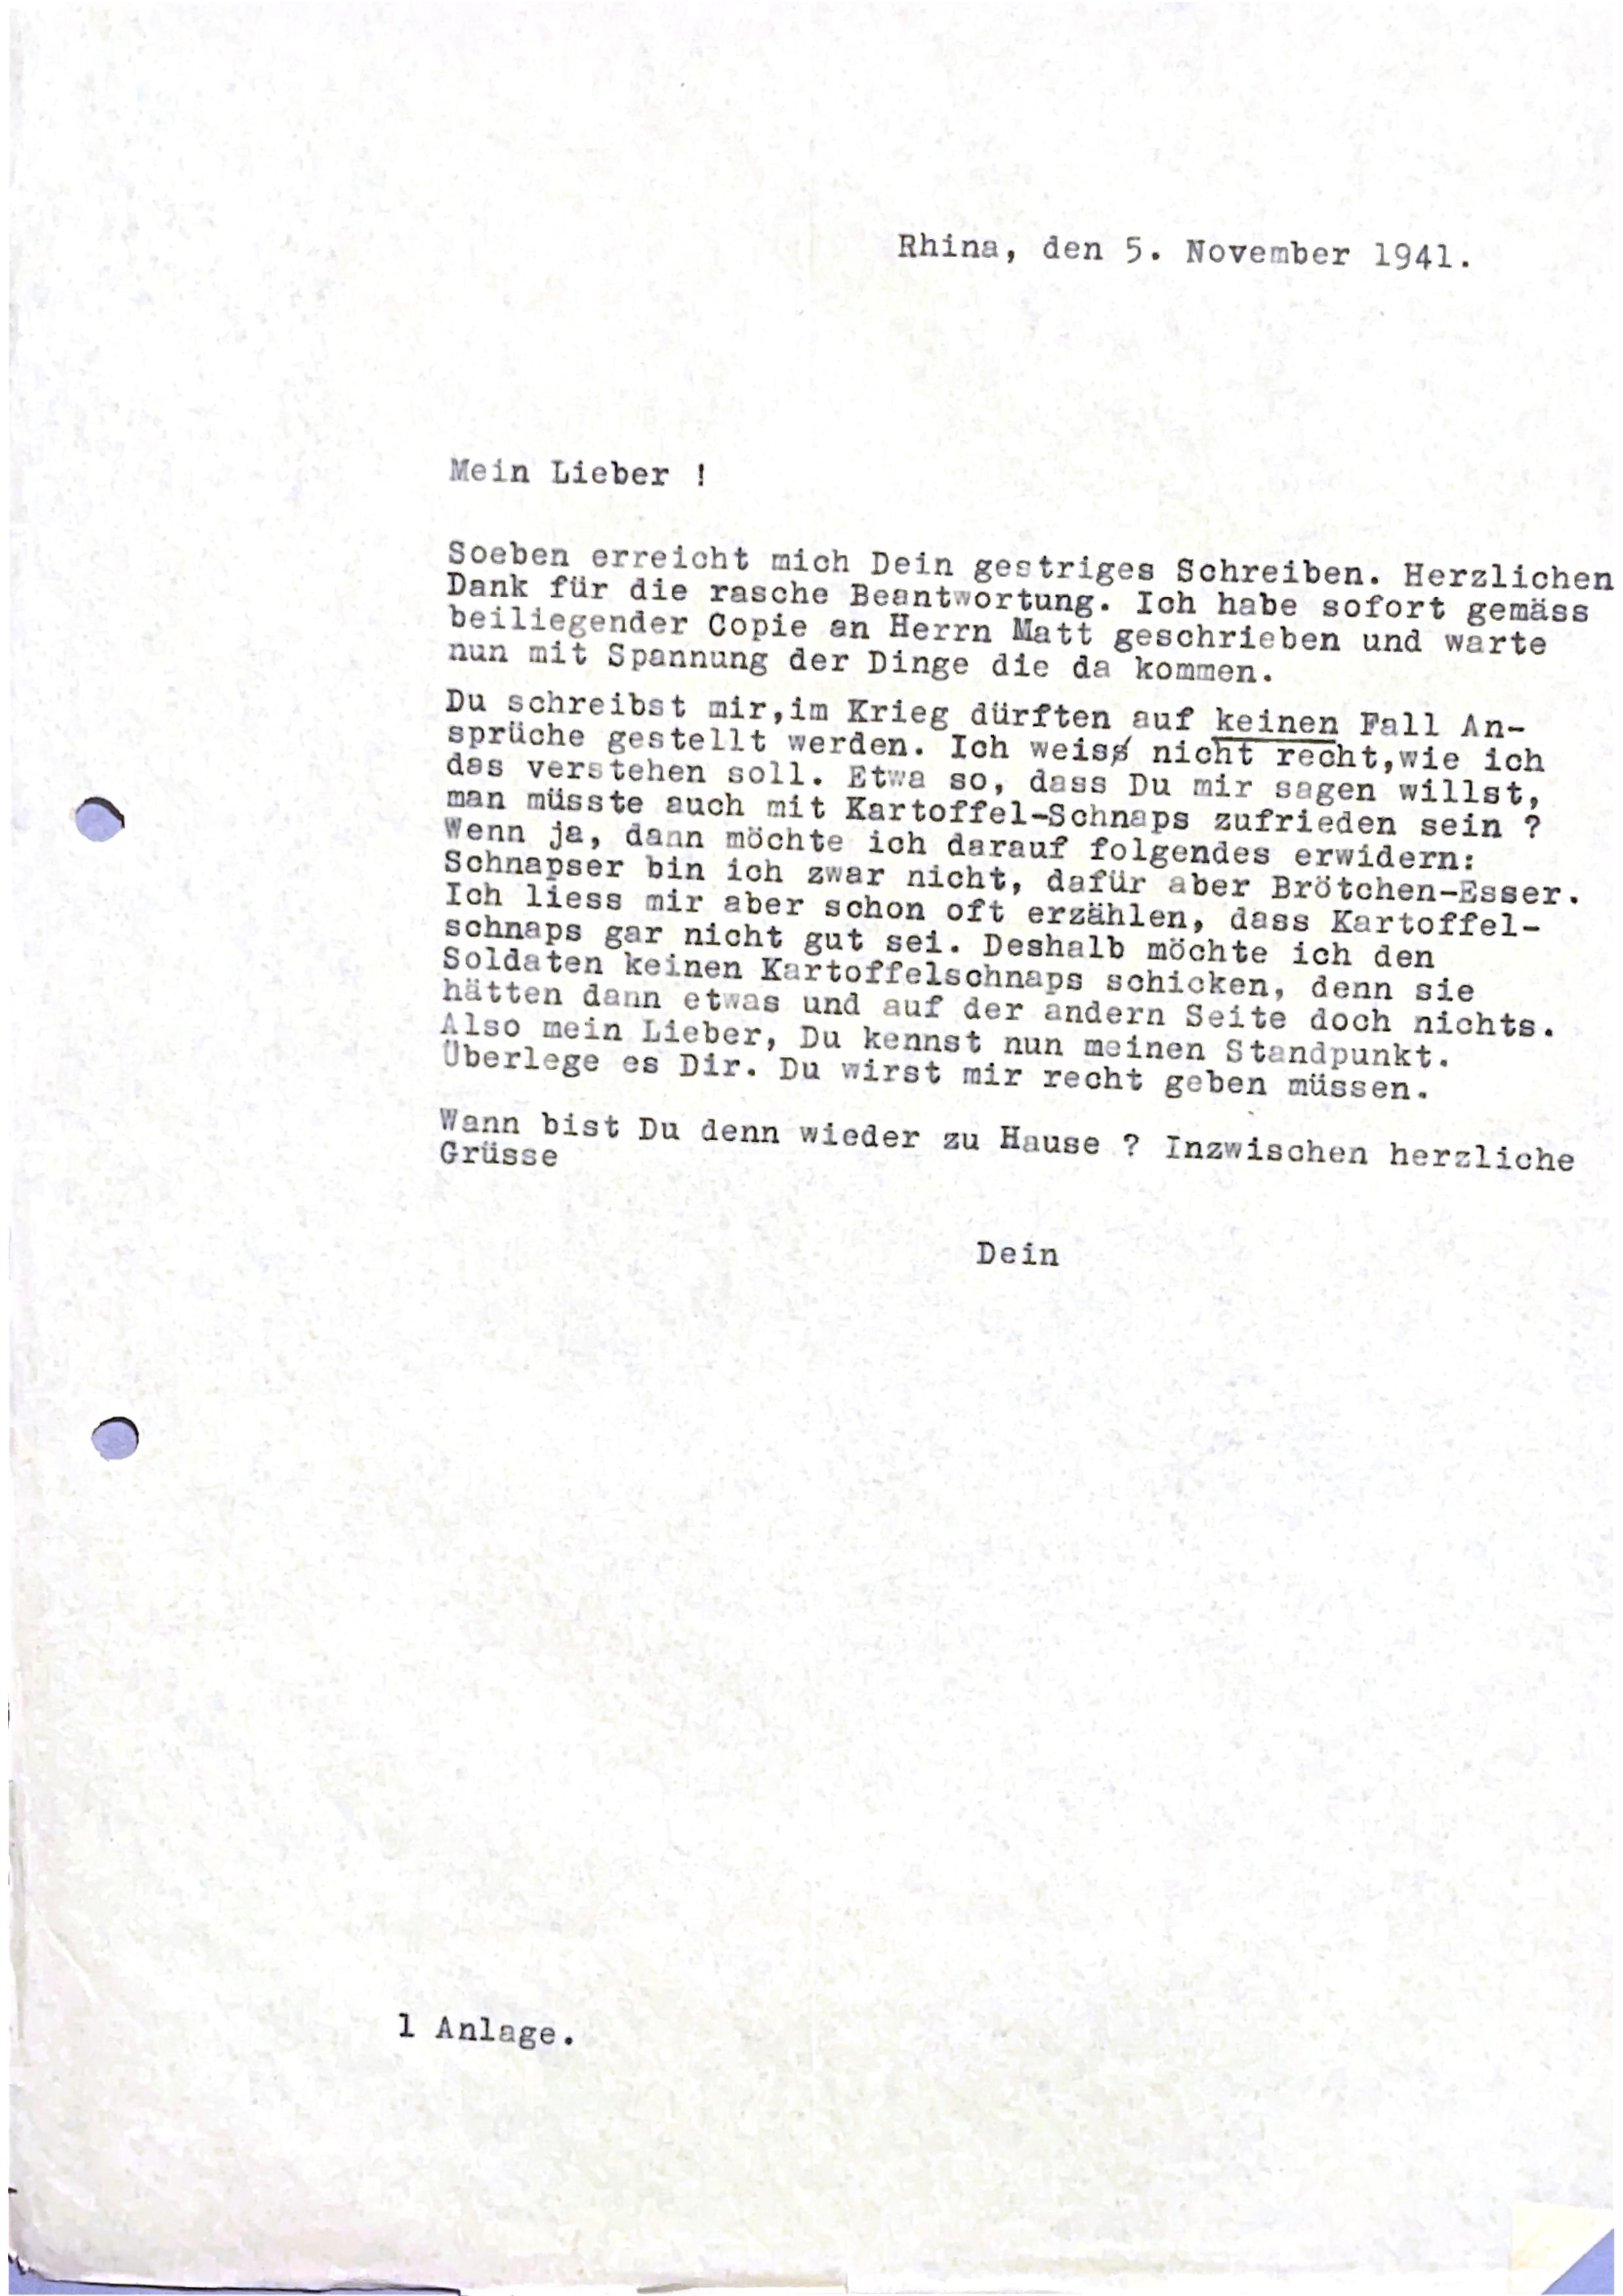 Rhina, den 5. November 1941.
Mein Lieber !
Soeben erreicht mich Dein gestriges Schreiben. Herzlichen
Dank für die rasche Beantwortung. Ich habe sofort gemäss
beiliegender Copie an Herrn Matt geschrieben und warte
nun mit Spannung der Dinge die da kommen.
Du schreibst mir,im Krieg dürften auf keinen Fall An-
sprüche gestellt werden. Ich weiss nicht recht,wie ich
das verstehen soll. Etwa so, dass Du mir sagen willst,
man müsste auch mit Kartoffel-Schnaps zufrieden sein ?
Wenn ja, dann möchte ich darauf folgendes erwidern:
Schnapser bin ich zwar nicht, dafür aber Brötchen-Esser.
Ich liess mir aber schon oft erzählen, dass Kartoffel-
schnaps gar nicht gut sei. Deshalb möchte ich den
Soldaten keinen Kartoffelschnaps schicken, denn sie
hätten dann etwas und auf der andern Seite doch nichts.
Also mein Lieber, Du kennst nun meinen Standpunkt.
Überlege es Dir. Du wirst mir recht geben müssen.
Wann bist Du denn wieder zu Hause ? Inzwischen herzliche
Grüsse
Dein
1 Anlage.